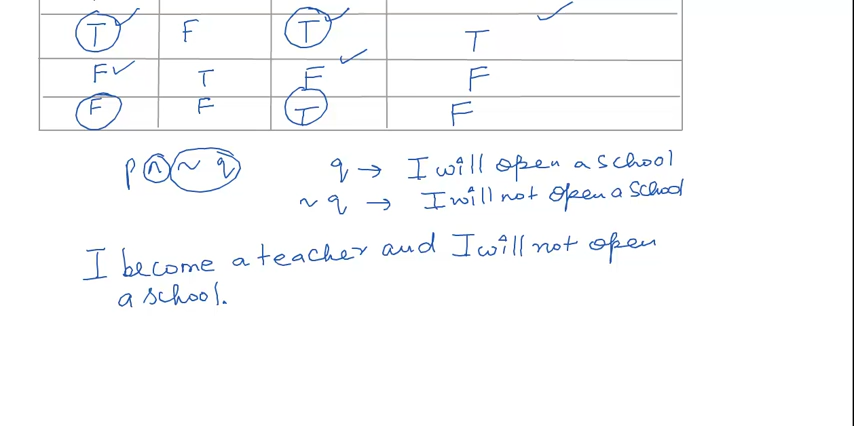 T F T T
F T F F
F F T F
p ∧ ~ q q → I will open a school
~ q → I will not open a School
I become a teacher and I will not open
a school.